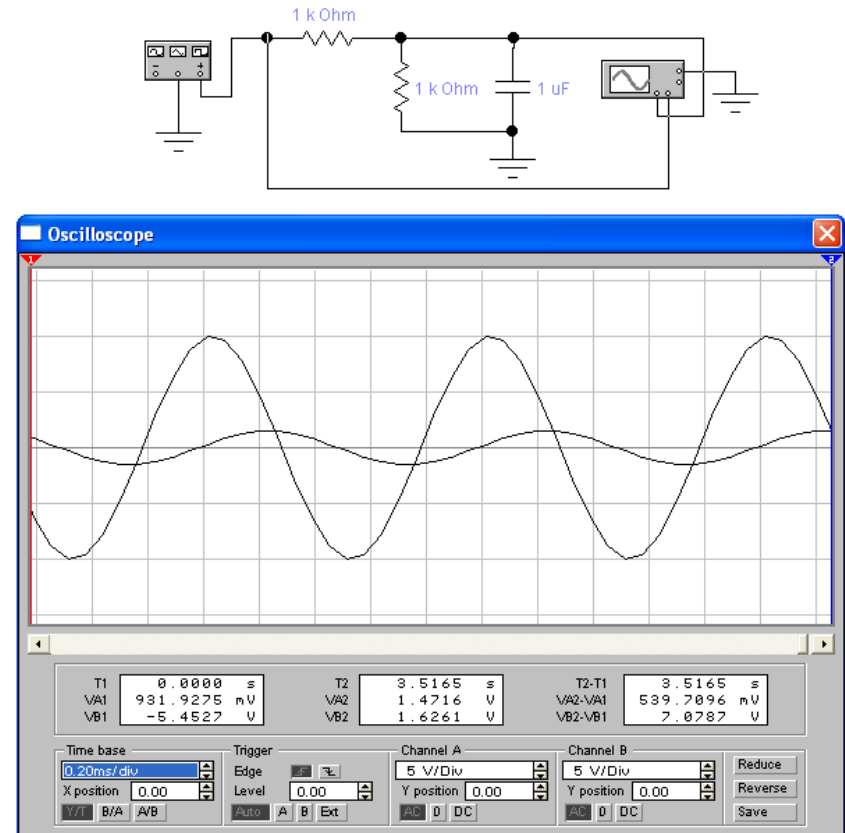 1 k Ohm
1 k Ohm
1 uF
Oscilloscope
1
2
T1 0.0000 s
VA1 931.9275 mV
VB1 -5.4527 V
T2 3.5165 s
VA2 1.4716 V
VB2 1.6261 V
T2-T1 3.5165 s
VA2-VA1 539.7096 mV
VB2-VB1 7.0787 V
Time base
0.20ms/div
X position 0.00
Y/T B/A A/B
Trigger
Edge
Level 0.00
Auto A B Ext
Channel A
5 V/Div
Y position 0.00
AC 0 DC
Channel B
5 V/Div
Y position 0.00
AC 0 DC
Reduce
Reverse
Save